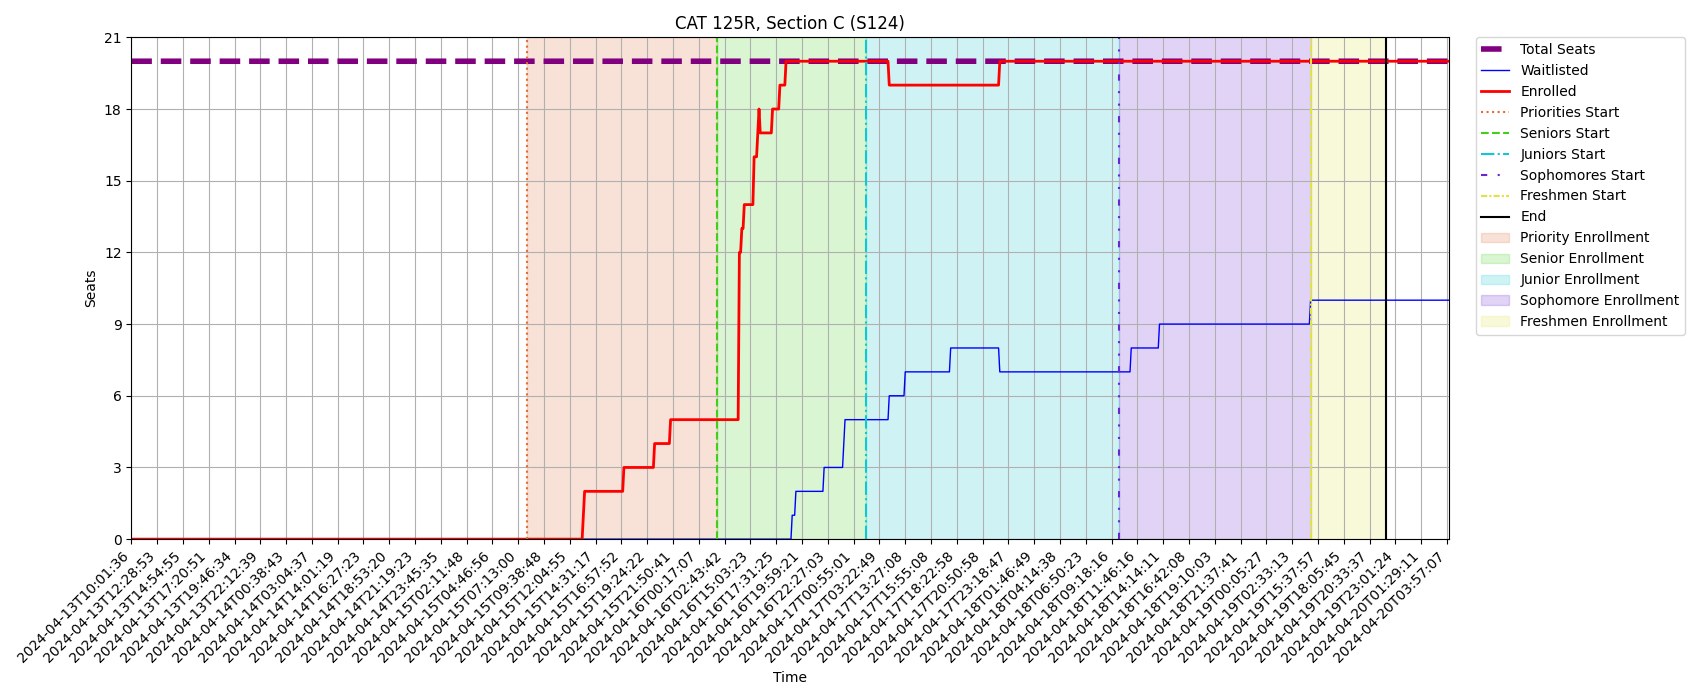 CAT 125R, Section C (S124)
Seats
21
18
15
12
9
6
3
0
2024-04-13T10:01:36
2024-04-13T12:28:53
2024-04-13T14:54:55
2024-04-13T17:20:51
2024-04-13T19:46:34
2024-04-13T22:12:39
2024-04-14T00:38:43
2024-04-14T03:04:37
2024-04-14T14:01:19
2024-04-14T16:27:23
2024-04-14T18:53:20
2024-04-14T21:19:23
2024-04-14T23:45:35
2024-04-15T02:11:48
2024-04-15T04:46:56
2024-04-15T07:13:00
2024-04-15T09:38:48
2024-04-15T12:04:55
2024-04-15T14:31:17
2024-04-15T16:57:52
2024-04-15T19:24:22
2024-04-15T21:50:41
2024-04-16T00:17:07
2024-04-16T02:43:42
2024-04-16T15:03:23
2024-04-16T17:31:25
2024-04-16T19:59:21
2024-04-16T22:27:03
2024-04-17T00:55:01
2024-04-17T03:22:49
2024-04-17T13:27:08
2024-04-17T15:55:08
2024-04-17T18:22:58
2024-04-17T20:50:58
2024-04-17T23:18:47
2024-04-18T01:46:49
2024-04-18T04:14:38
2024-04-18T06:50:23
2024-04-18T09:18:16
2024-04-18T11:46:16
2024-04-18T14:14:11
2024-04-18T16:42:08
2024-04-18T19:10:03
2024-04-18T21:37:41
2024-04-19T00:05:27
2024-04-19T02:33:13
2024-04-19T15:37:57
2024-04-19T18:05:45
2024-04-19T20:33:37
2024-04-19T23:01:24
2024-04-20T01:29:11
2024-04-20T03:57:07
Time
Total Seats
Waitlisted
Enrolled
Priorities Start
Seniors Start
Juniors Start
Sophomores Start
Freshmen Start
End
Priority Enrollment
Senior Enrollment
Junior Enrollment
Sophomore Enrollment
Freshmen Enrollment